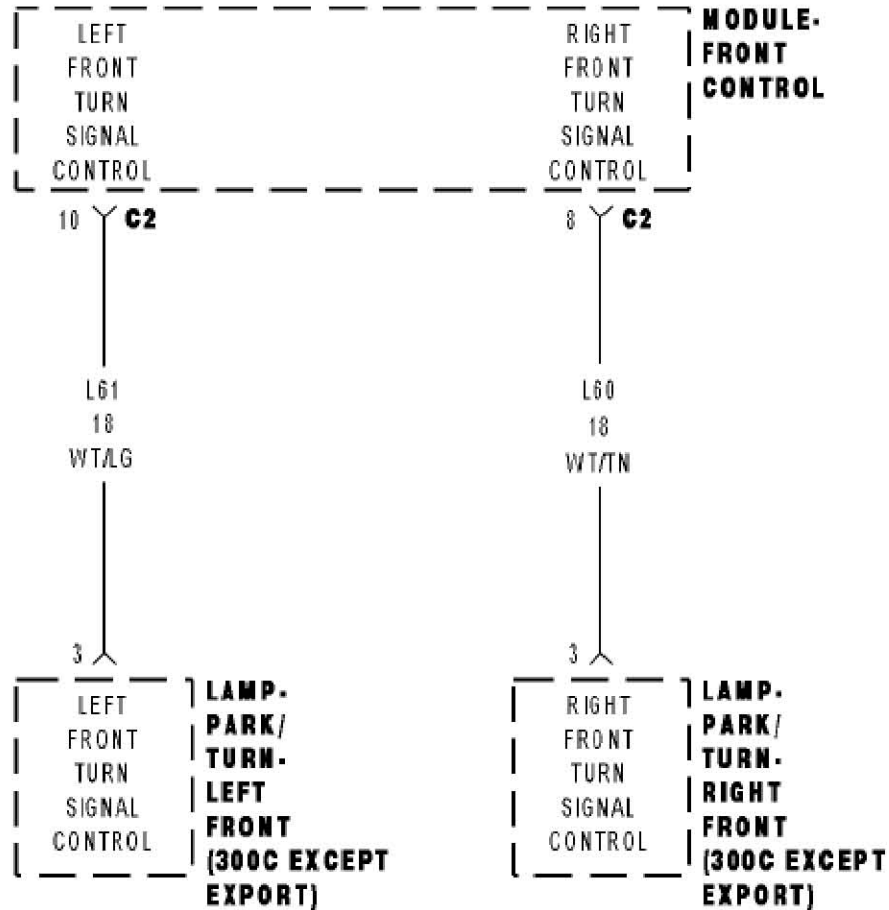 LEFT
FRONT
TURN
SIGNAL
CONTROL
RIGHT
FRONT
TURN
SIGNAL
CONTROL
MODULE-
FRONT
CONTROL
10 C2
8 C2
L61
18
WT/LG
L60
18
WT/TN
3
3
LEFT
FRONT
TURN
SIGNAL
CONTROL
LAMP-
PARK/
TURN-
LEFT
FRONT
(300C EXCEPT
EXPORT)
RIGHT
FRONT
TURN
SIGNAL
CONTROL
LAMP-
PARK/
TURN-
RIGHT
FRONT
(300C EXCEPT
EXPORT)